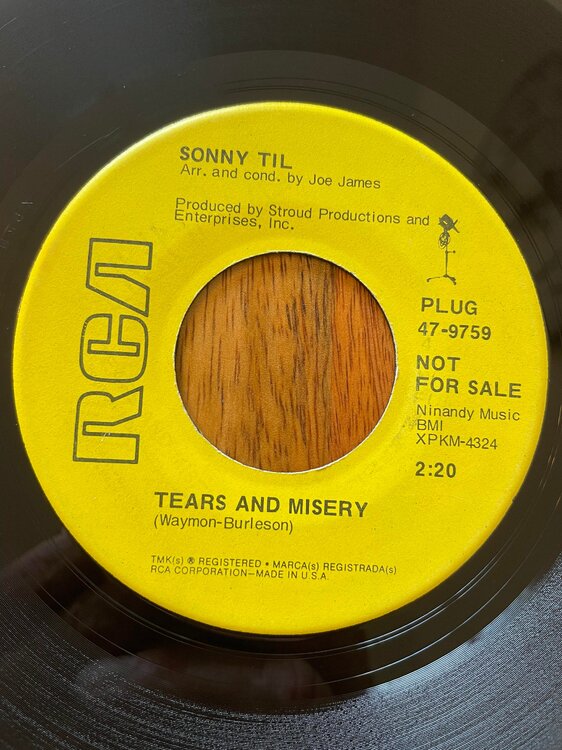 SONNY TIL
Arr. and cond. by Joe James
Produced by Stroud Productions and
Enterprises, Inc.
RCA
PLUG
47-9759
NOT
FOR SALE
Ninandy Music
BMI
XPKM-4324
2:20
TEARS AND MISERY
(Waymon-Burleson)
TMK(s) ® REGISTERED • MARCA(s) REGISTRADA(s)
RCA CORPORATION—MADE IN U.S.A.